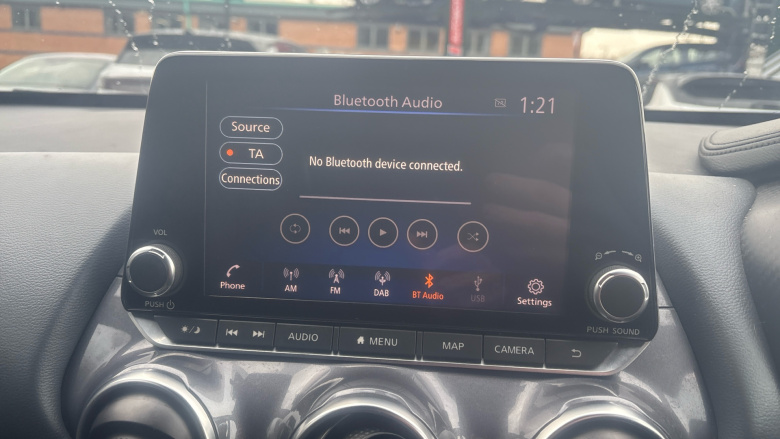 Bluetooth Audio
1:21
Source
TA
No Bluetooth device connected.
Connections
VOL
PUSH
Phone
AM
FM
DAB
BT Audio
USB
Settings
PUSH SOUND
AUDIO
MENU
MAP
CAMERA